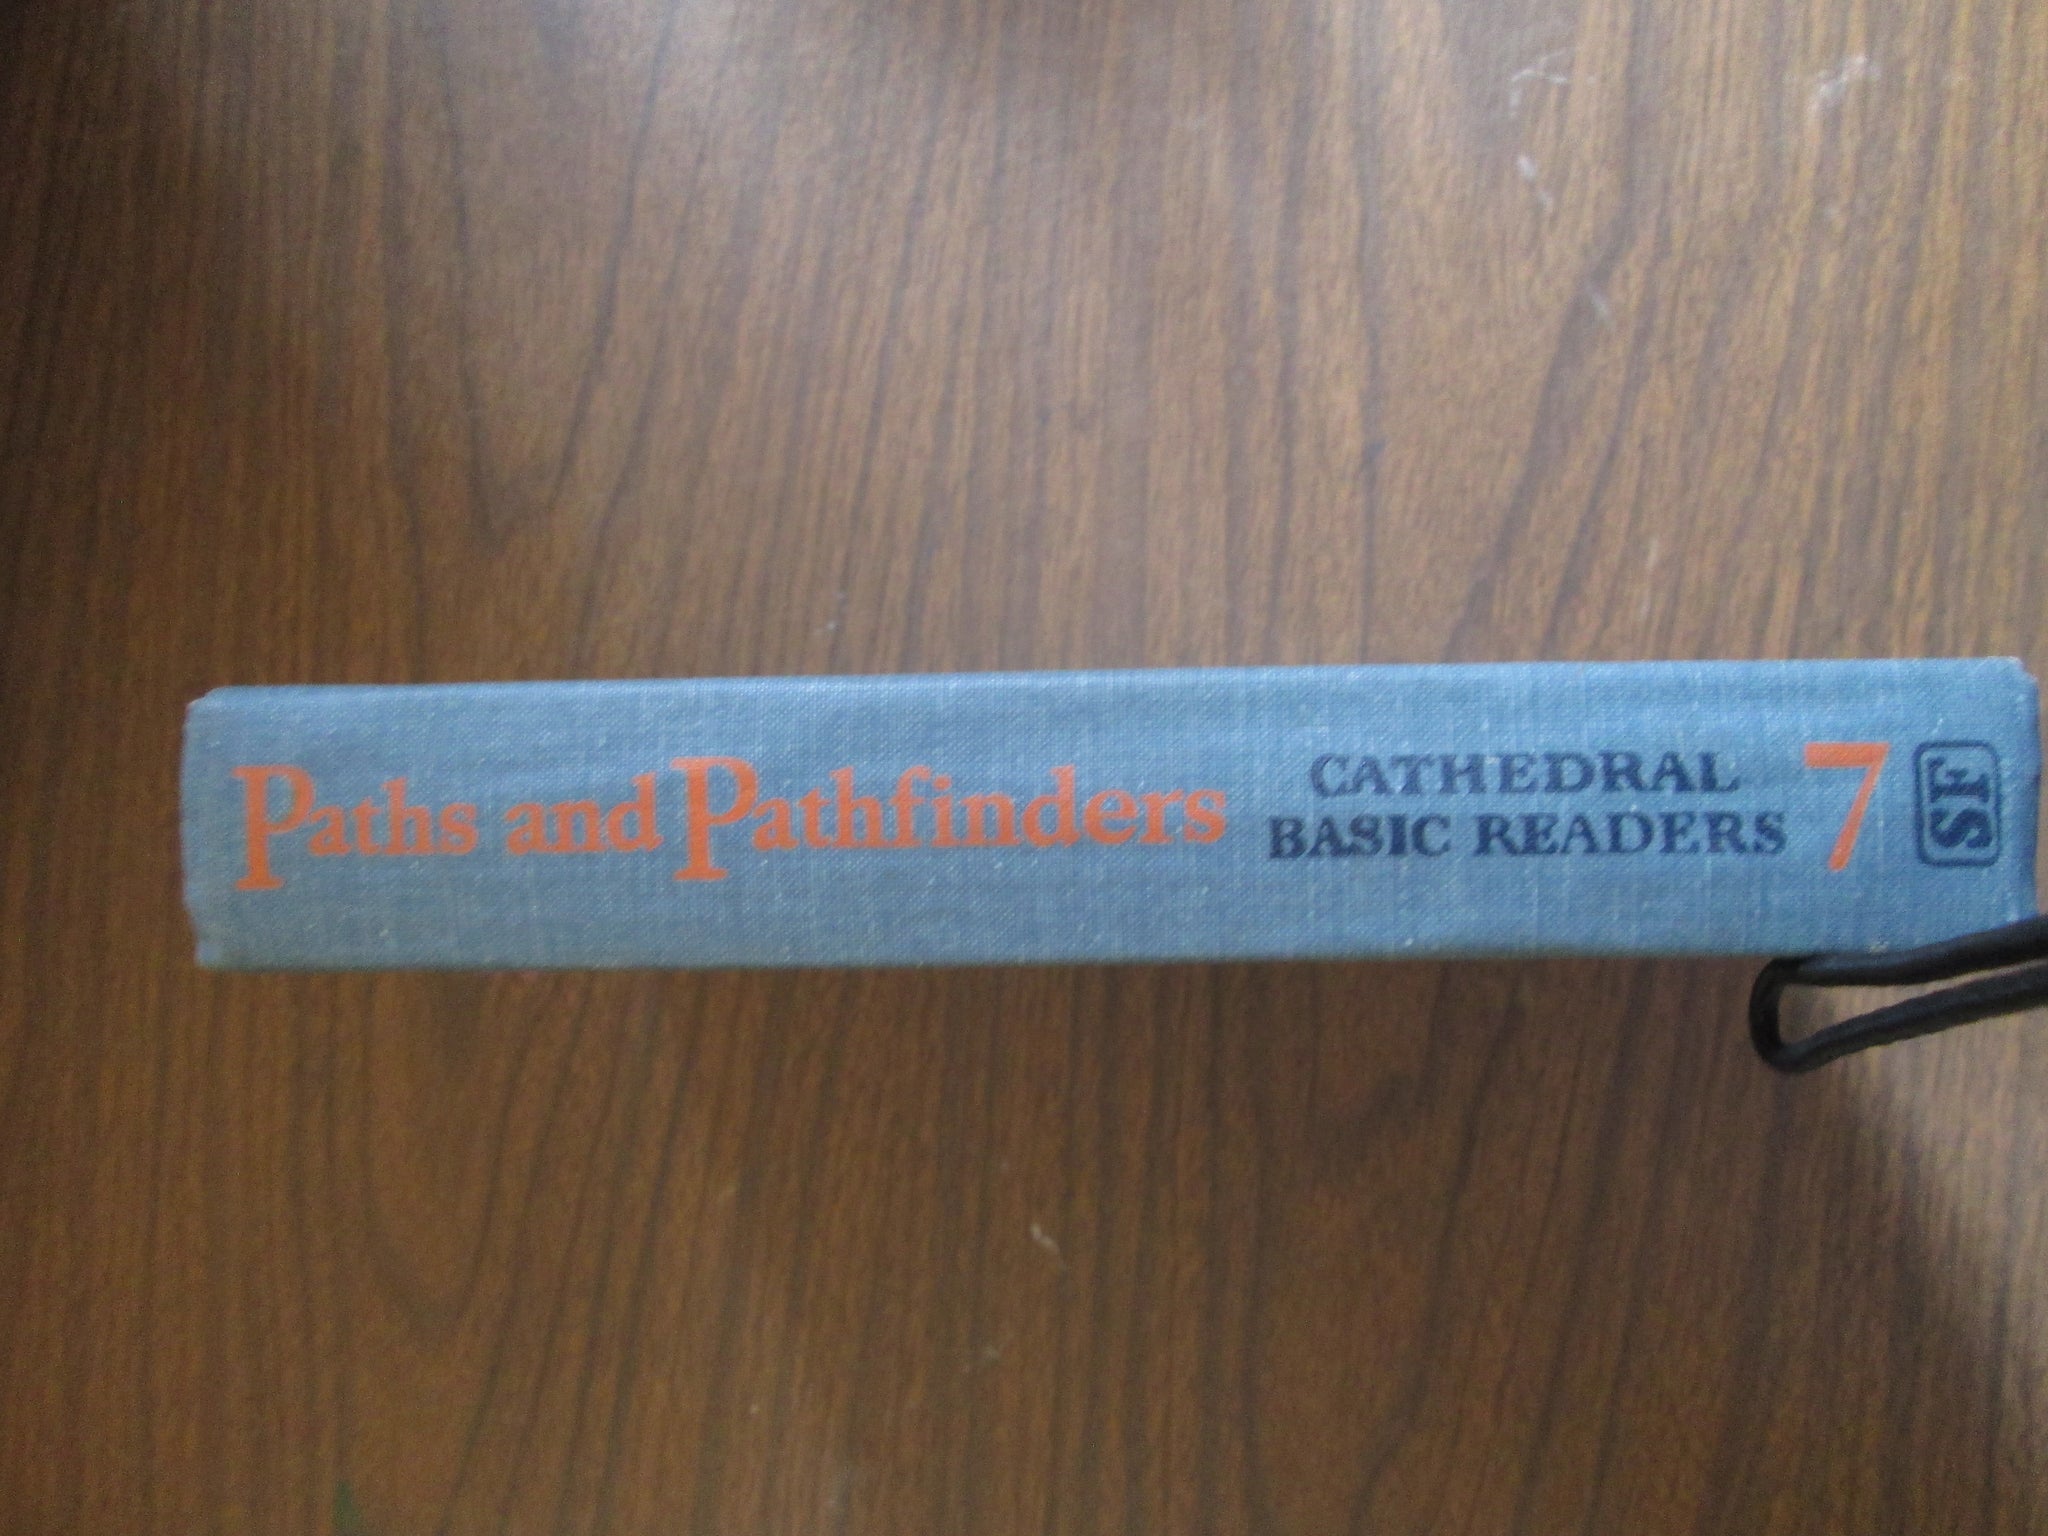 Paths and Pathfinders
CATHEDRAL
BASIC READERS
7
SF